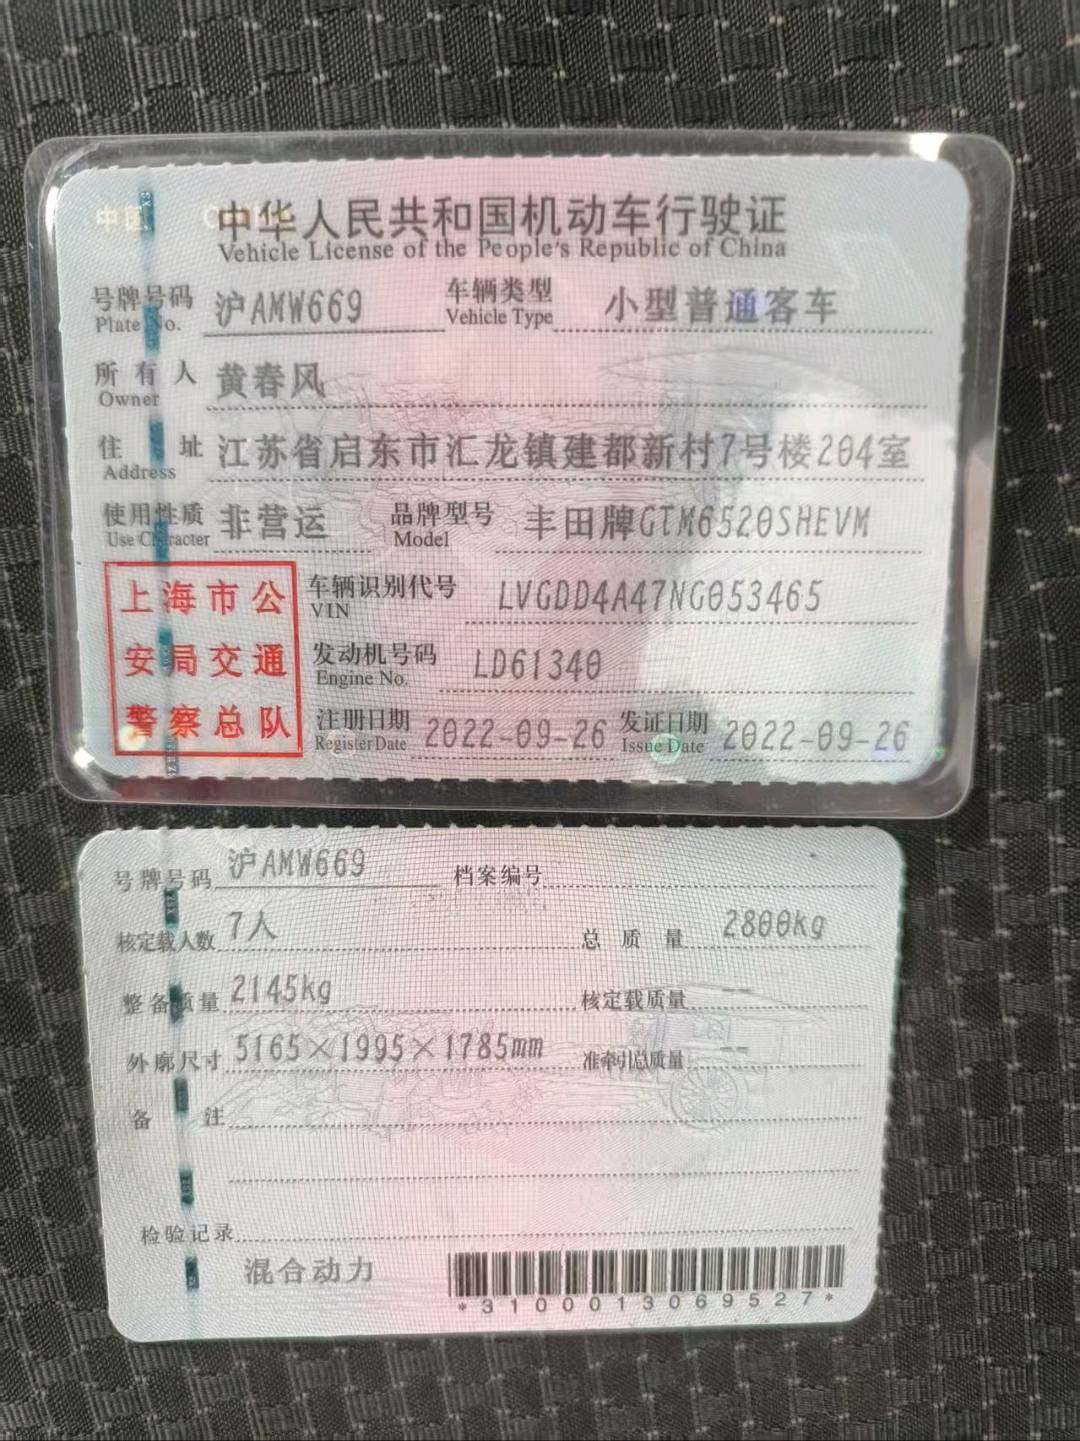 中华人民共和国机动车行驶证
Vehicle License of the People's Republic of China
号牌号码 沪AMW669 车辆类型 小型普通客车
Plate No. Vehicle Type
所有人 黄春风
Owner
住址 江苏省启东市汇龙镇建都新村7号楼204室
Address
使用性质 非营运 品牌型号 丰田牌GTM6520SHEVM
Use Character Model
上海市公
安局交通
警察总队
车辆识别代号 LVGDD4A47NG053465
VIN
发动机号码 LD61340
Engine No.
注册日期 2022-09-26 发证日期 2022-09-26
Register Date Issue Date
号牌号码 沪AMW669 档案编号
核定载人数 7人 总质量 2800kg
整备质量 2145kg 核定载质量 --
外廓尺寸 5165×1995×1785mm 准牵引总质量 --
备注
检验记录
混合动力
*3100013069527*